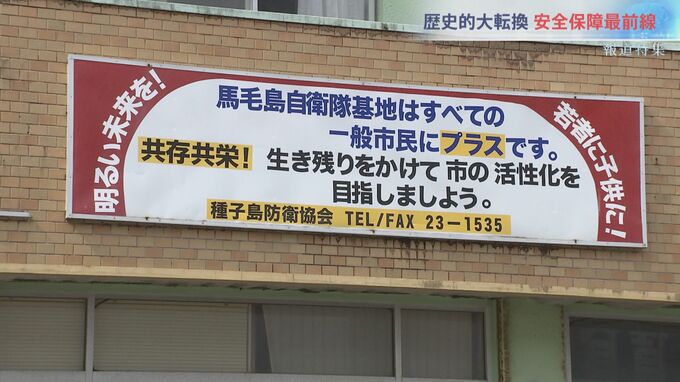 歴史的大転換 安全保障最前線
報道特集
明るい未来を!
馬毛島自衛隊基地はすべての
一般市民にプラスです。
共存共栄! 生き残りをかけて 市の 活性化を
目指しましょう。
種子島防衛協会 TEL/FAX 23-1535
若者に子供に!